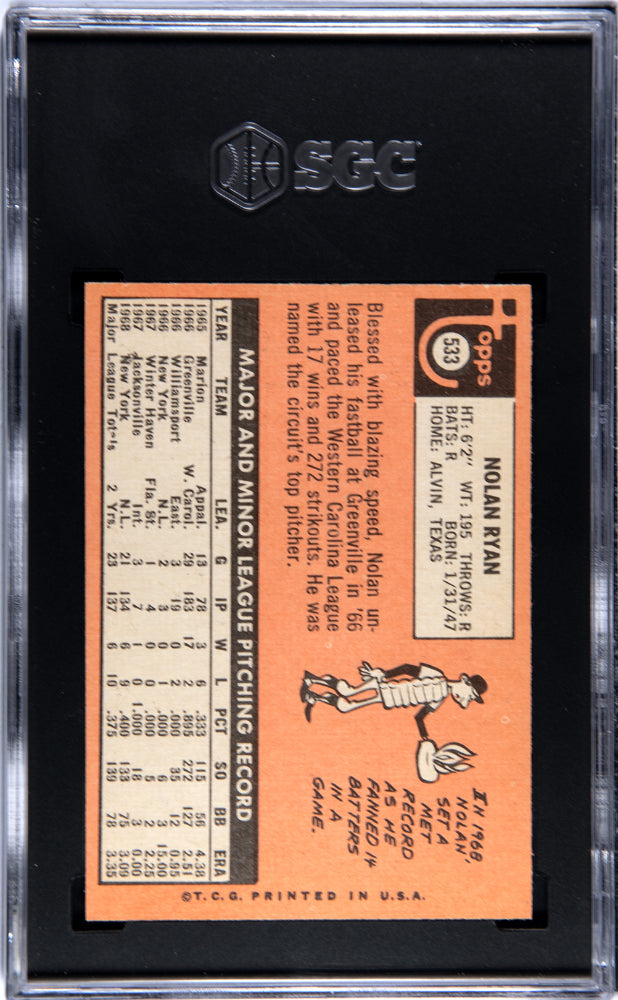 SGC
topps
533
NOLAN RYAN
HT: 6'2" WT: 195 THROWS: R
BATS: R BORN: 1/31/47
HOME: ALVIN, TEXAS
Blessed with blazing speed, Nolan un-
leased his fastball at Greenville in '66
and paced the Western Carolina League
with 17 wins and 272 strikouts. He was
named the circuit's top pitcher.
IN 1968,
NOLAN
SET A
MET
RECORD
AS HE
FANNED 14
BATTERS
IN A
GAME.
MAJOR AND MINOR LEAGUE PITCHING RECORD
YEAR TEAM LEA. G IP W L PCT SO BB ERA
1965 Marion Appal. 13 78 3 6 .333 115 56 4.38
1966 Greenville W. Carol. 29 183 17 2 .895 272 127 2.51
1966 Williamsport East. 3 19 0 2 .000 35 12 0.95
1966 New York N.L. 2 3 0 1 .000 6 3 15.00
1967 Winter Haven Fla. St. 1 4 0 0 .000 5 2 2.25
1967 Jacksonville Int. 3 7 1 0 1.000 18 3 0.00
1968 New York N.L. 21 134 6 9 .400 133 75 3.09
Major League Tot-ls 2 Yrs. 23 137 6 10 .375 139 78 3.35
©T.C.G. PRINTED IN U.S.A.